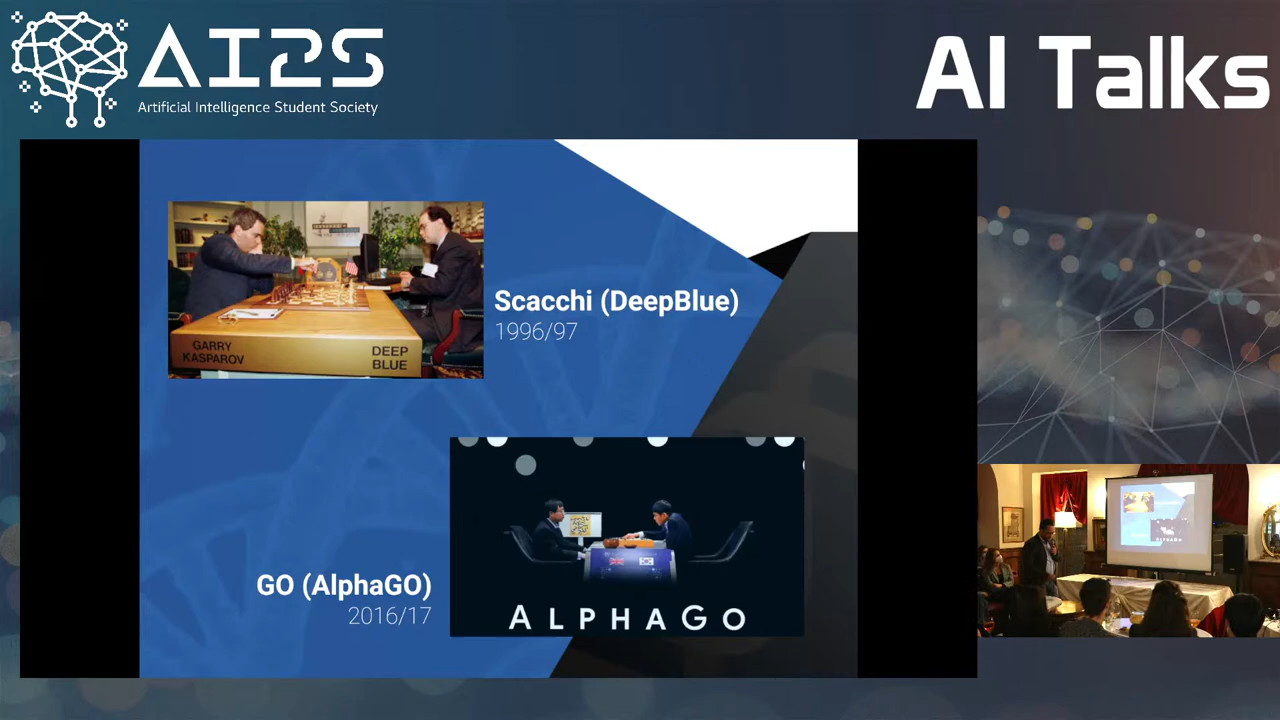 AI2S
Artificial Intelligence Student Society
AI Talks
Scacchi (DeepBlue)
1996/97
GARRY
KASPAROV
DEEP
BLUE
GO (AlphaGO)
2016/17
ALPHAGO